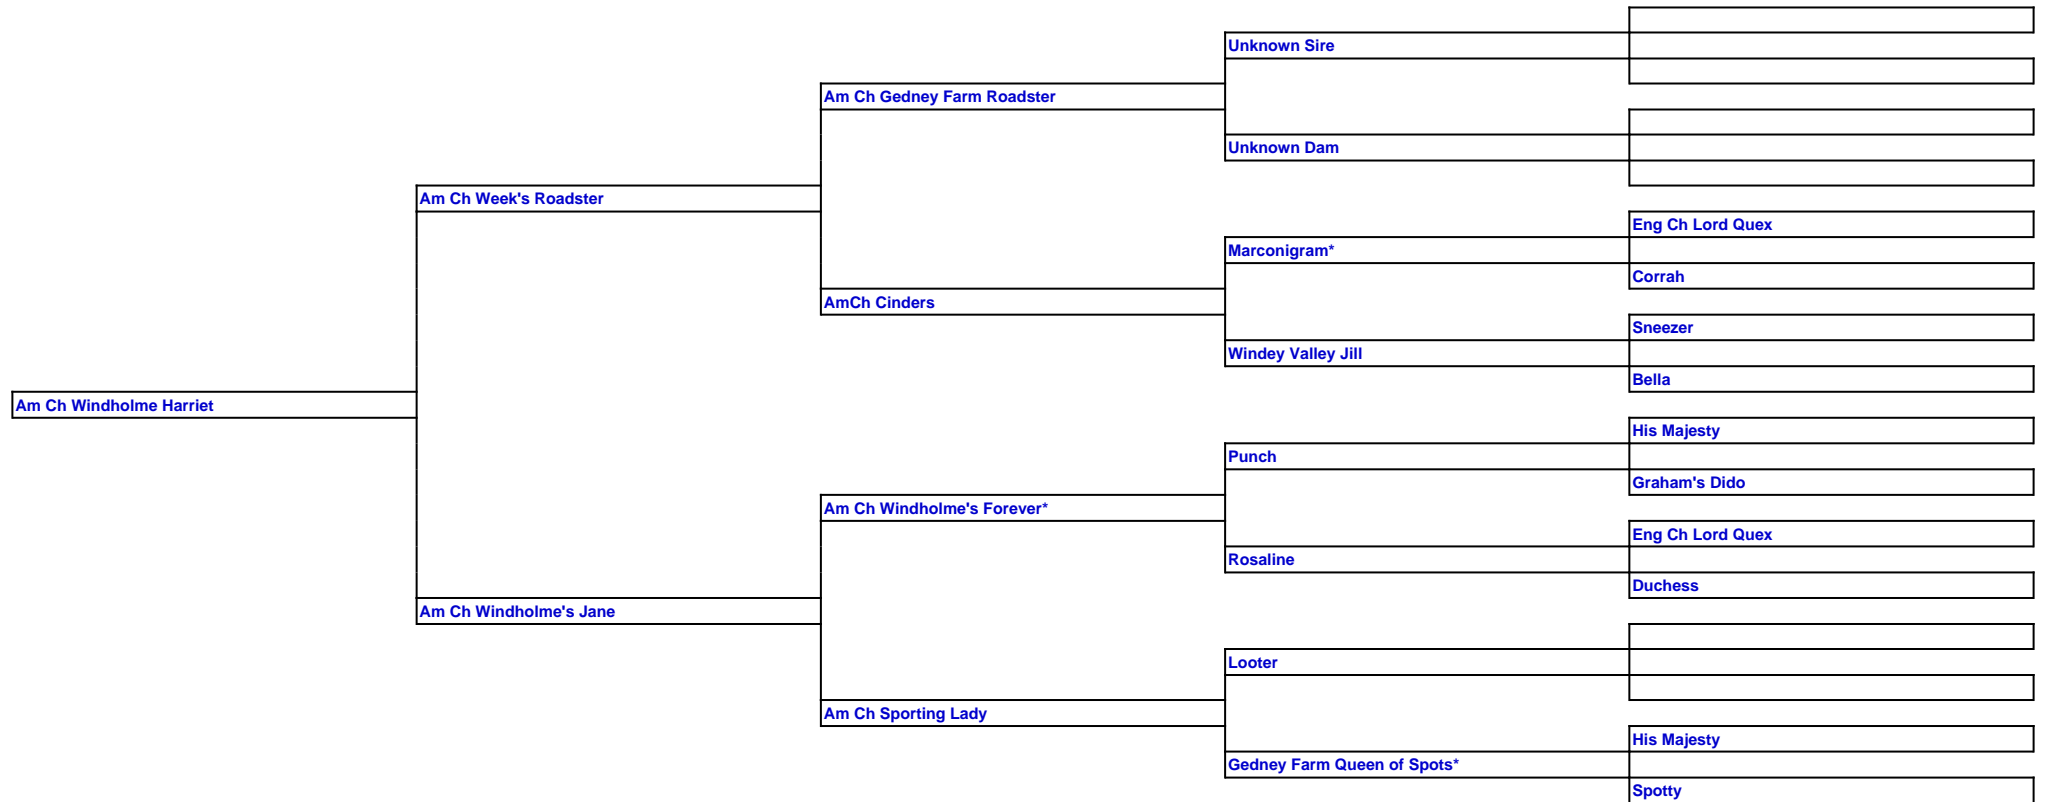 Unknown Sire
Am Ch Gedney Farm Roadster
Unknown Dam
Am Ch Week's Roadster
Eng Ch Lord Quex
Marconigram*
Corrah
AmCh Cinders
Sneezer
Windey Valley Jill
Bella
Am Ch Windholme Harriet
His Majesty
Punch
Graham's Dido
Am Ch Windholme's Forever*
Eng Ch Lord Quex
Rosaline
Duchess
Am Ch Windholme's Jane
Looter
Am Ch Sporting Lady
His Majesty
Gedney Farm Queen of Spots*
Spotty